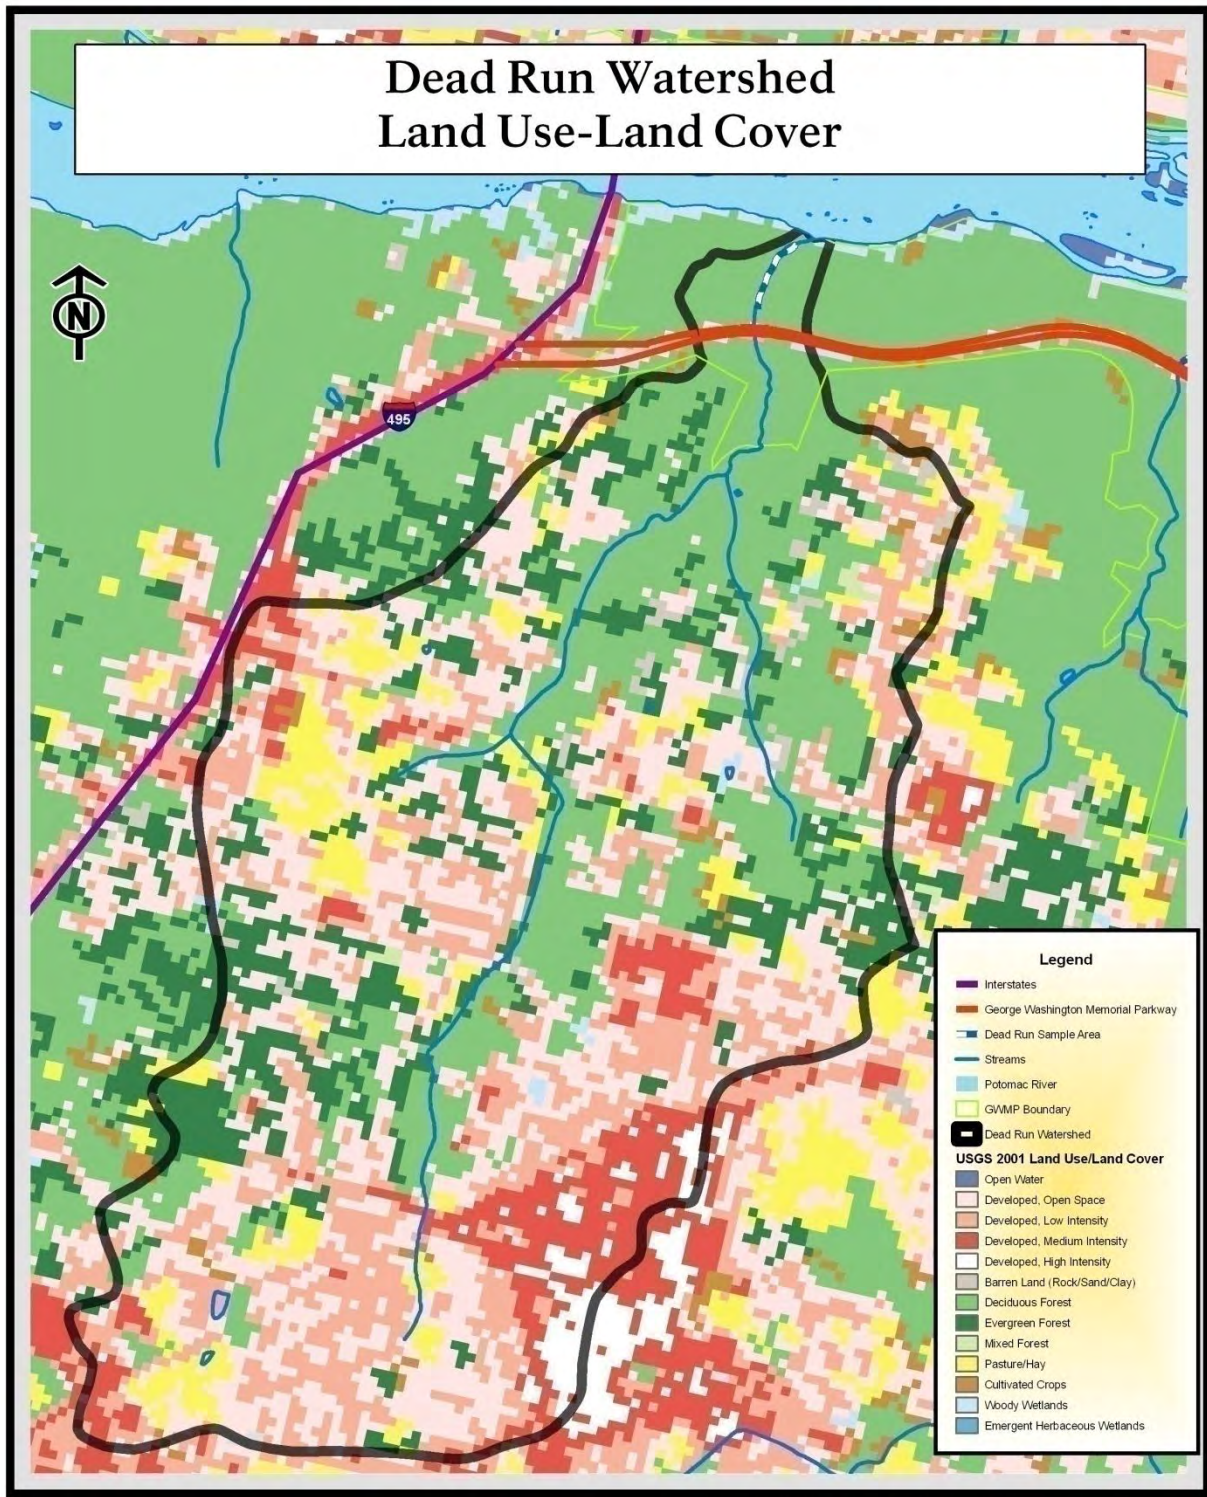 Dead Run Watershed
Land Use-Land Cover
N
495
Legend
Interstates
George Washington Memorial Parkway
Dead Run Sample Area
Streams
Potomac River
GWMP Boundary
Dead Run Watershed
USGS 2001 Land Use/Land Cover
Open Water
Developed, Open Space
Developed, Low Intensity
Developed, Medium Intensity
Developed, High Intensity
Barren Land (Rock/Sand/Clay)
Deciduous Forest
Evergreen Forest
Mixed Forest
Pasture/Hay
Cultivated Crops
Woody Wetlands
Emergent Herbaceous Wetlands